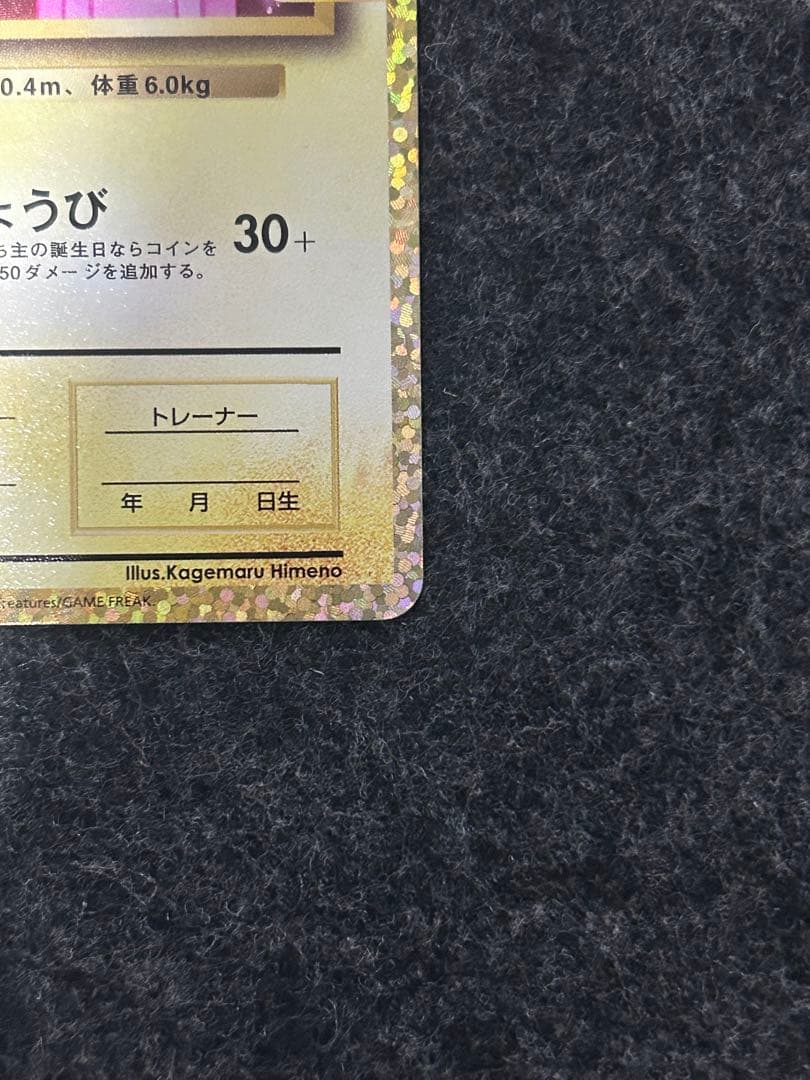 0.4m、体重6.0kg
ょうび
30+
ち主の誕生日ならコインを
50ダメージを追加する。
トレーナー
年 月 日生
Illus.Kagemaru Himeno
reatures/GAME FREAK.